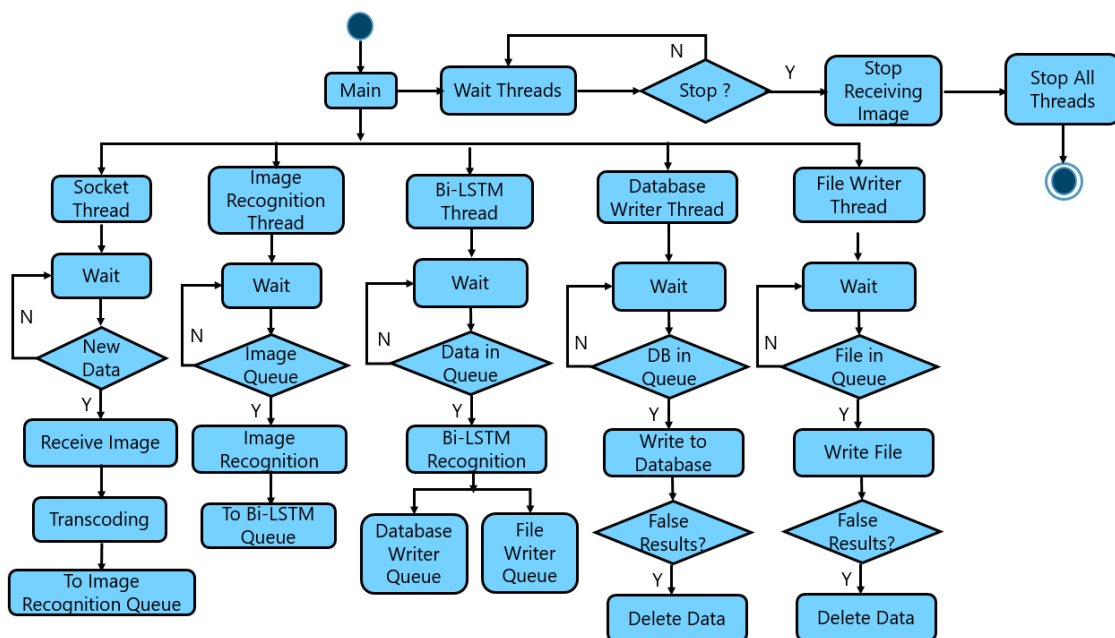 N
Main
Wait Threads
Stop ?
Y
Stop
Receiving
Image
Stop All
Threads
Socket
Thread
Image
Recognition
Thread
Bi-LSTM
Thread
Database
Writer Thread
File Writer
Thread
Wait
Wait
Wait
Wait
Wait
N
N
N
N
N
New
Data
Image
Queue
Data in
Queue
DB in
Queue
File in
Queue
Y
Y
Y
Y
Y
Receive Image
Image
Recognition
Bi-LSTM
Recognition
Write to
Database
Write File
Transcoding
To Bi-LSTM
Queue
Database
Writer
Queue
File
Writer
Queue
False
Results?
False
Results?
To Image
Recognition Queue
Y
Y
Delete Data
Delete Data